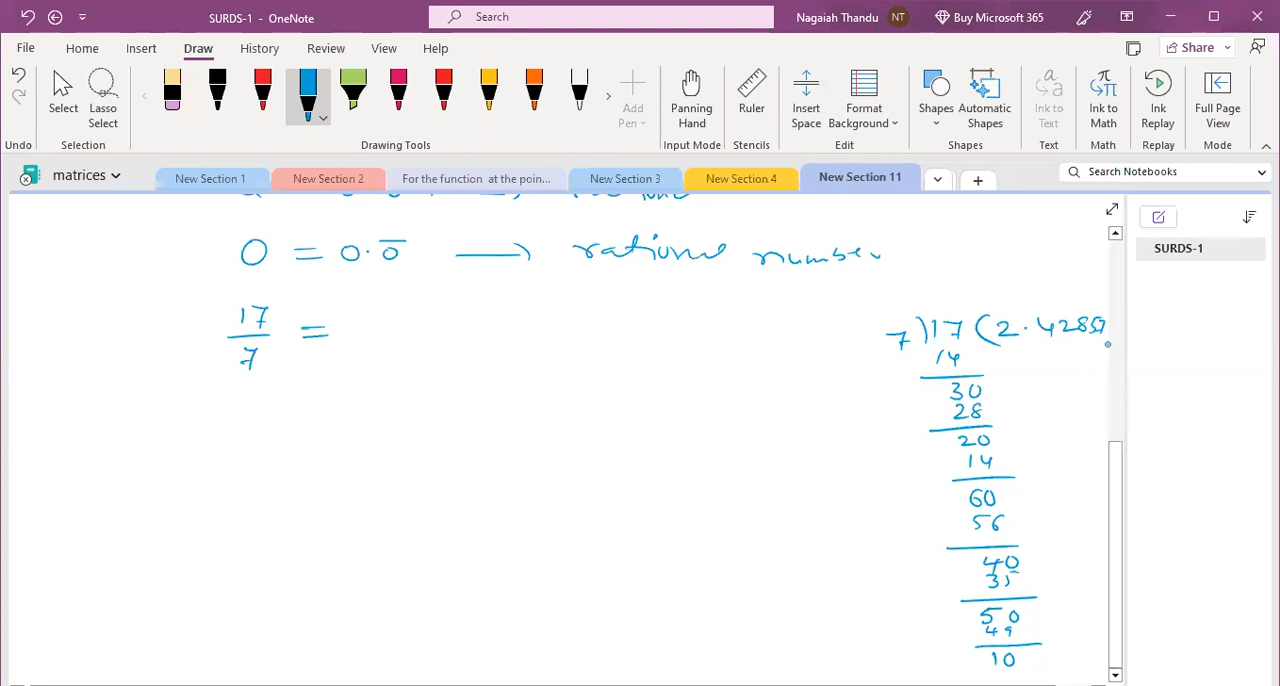 SURDS-1 - OneNote
Search
Nagaiah Thandu NT
Buy Microsoft 365
File Home Insert Draw History Review View Help
Share
Select
Lasso Select
Add Pen
Panning Hand
Ruler
Insert Space
Format Background
Shapes
Automatic Shapes
Ink to Text
Ink to Math
Ink Replay
Full Page View
Undo Selection Drawing Tools Input Mode Stencils Edit Shapes Text Math Replay Mode
matrices
New Section 1
New Section 2
For the function at the poin...
New Section 3
New Section 4
New Section 11
+
Search Notebooks
SURDS-1
0 = 0.0̅ → number
17/7 =
7)17(2.42857
14
30
28
20
14
60
56
40
35
50
49
10